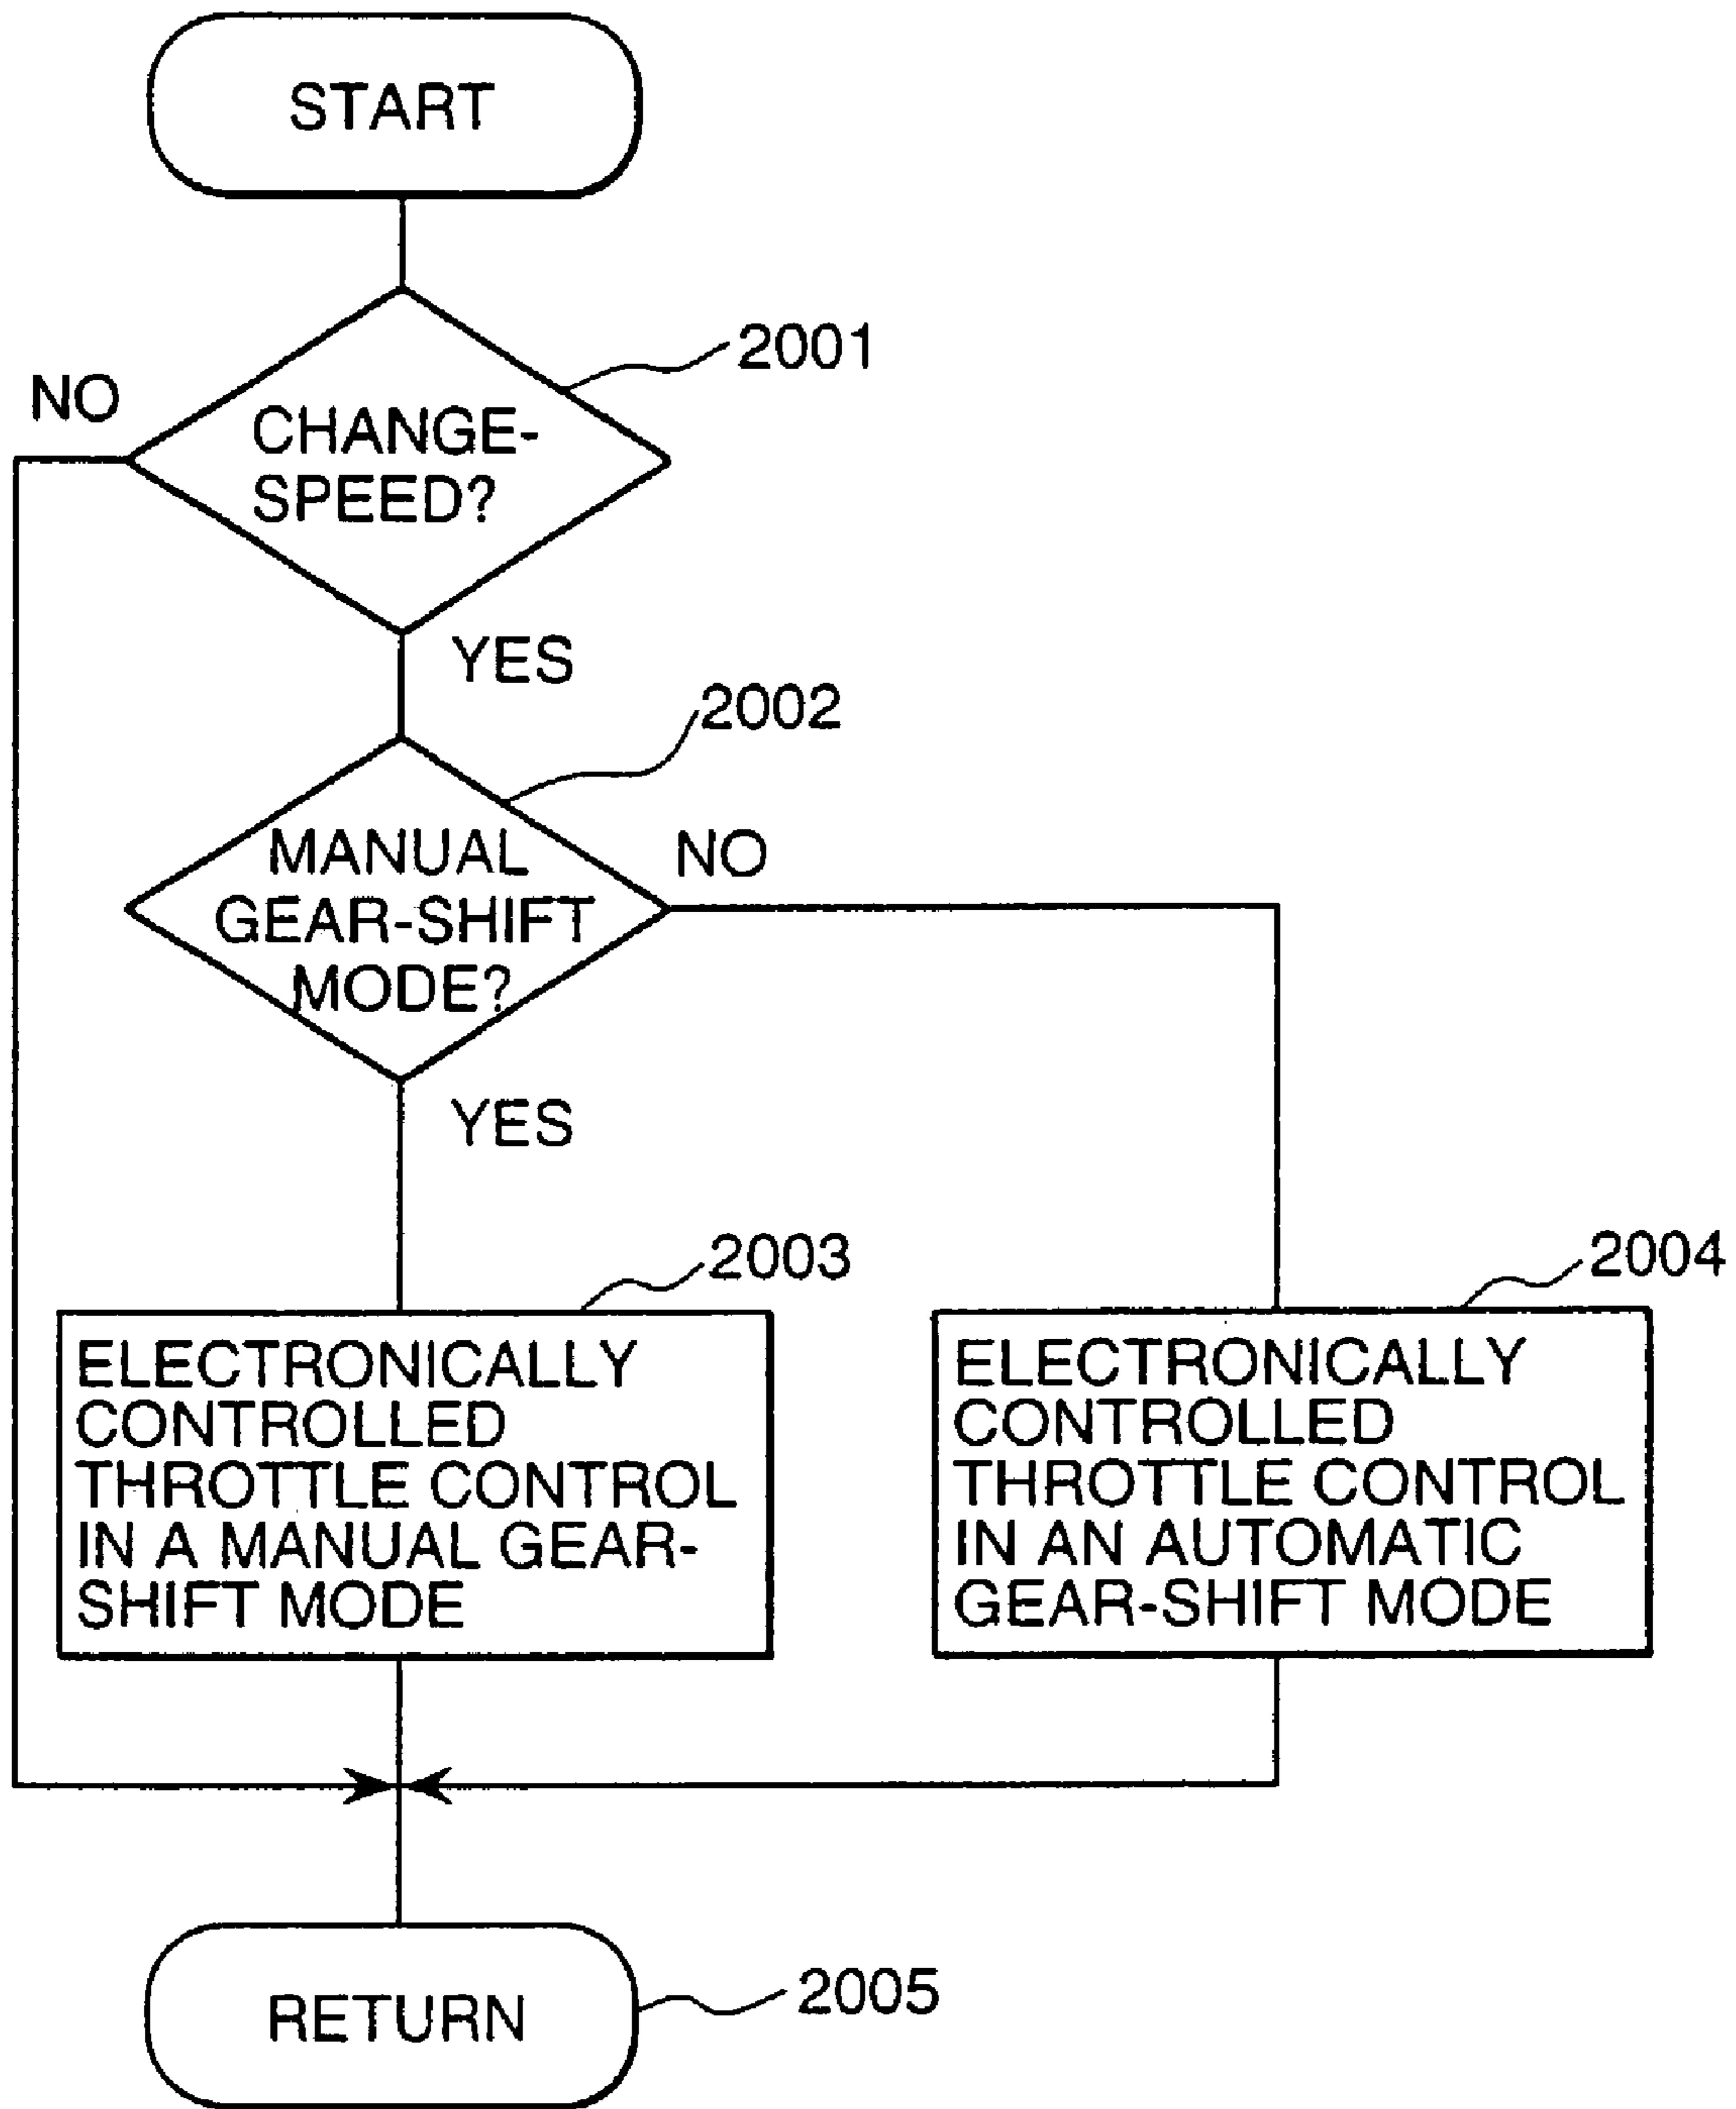 START
2001
NO
CHANGE-
SPEED?
YES
2002
MANUAL
GEAR-SHIFT
MODE?
NO
YES
2003
ELECTRONICALLY
CONTROLLED
THROTTLE CONTROL
IN A MANUAL GEAR-
SHIFT MODE
2004
ELECTRONICALLY
CONTROLLED
THROTTLE CONTROL
IN AN AUTOMATIC
GEAR-SHIFT MODE
RETURN
2005